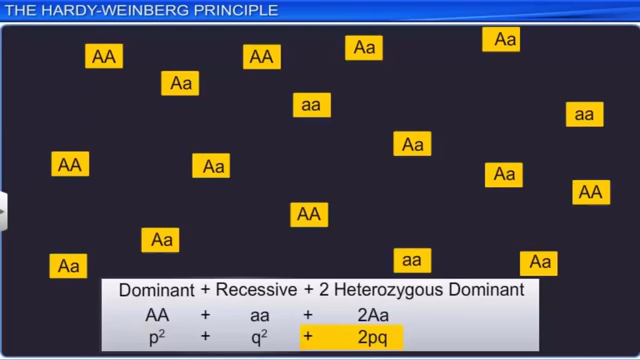 THE HARDY-WEINBERG PRINCIPLE
Aa
Aa
AA
AA
Aa
aa
aa
Aa
AA
Aa
Aa
AA
AA
Aa
aa
Aa
Aa
Dominant + Recessive + 2 Heterozygous Dominant
AA + aa + 2Aa
p² + q² + 2pq